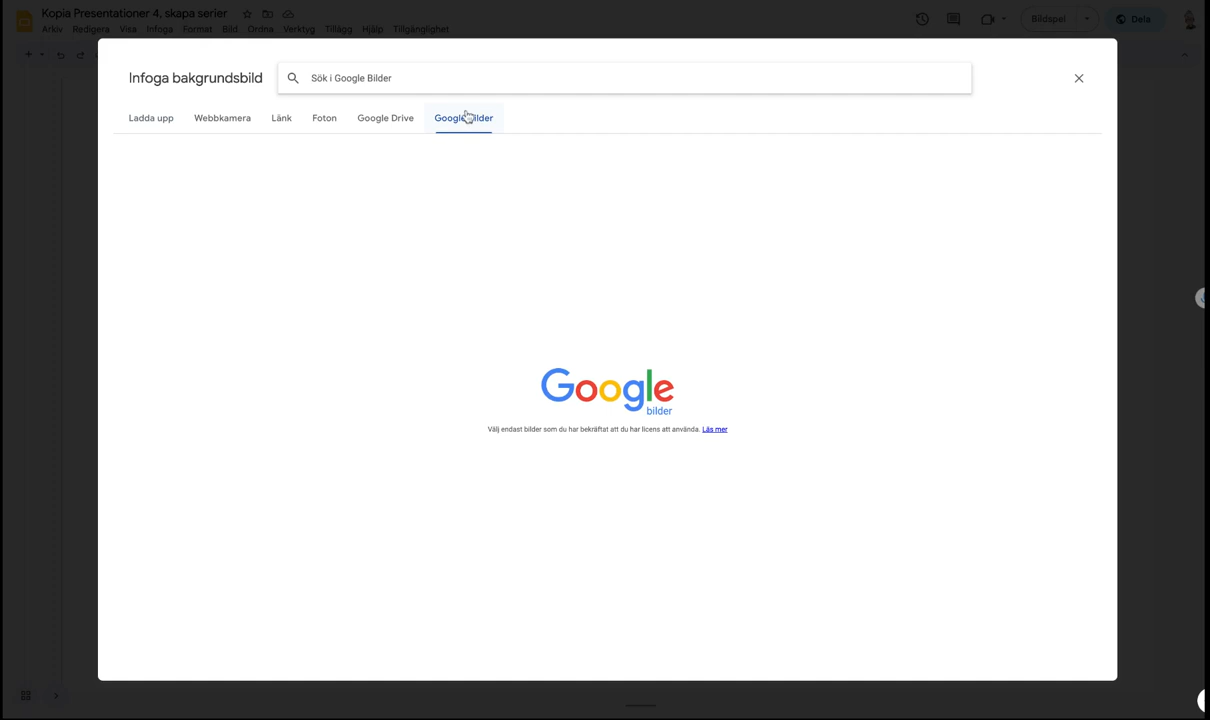 Kopia Presentationer 4, skapa serier
Arkiv Redigera Visa Infoga Format Bild Ordna Verktyg Tillägg Hjälp Tillgänglighet
Bildspel
Dela
Infoga bakgrundsbild
Sök i Google Bilder
Ladda upp Webbkamera Länk Foton Google Drive Google Bilder
Google
bilder
Välj endast bilder som du har bekräftat att du har licens att använda. Läs mer